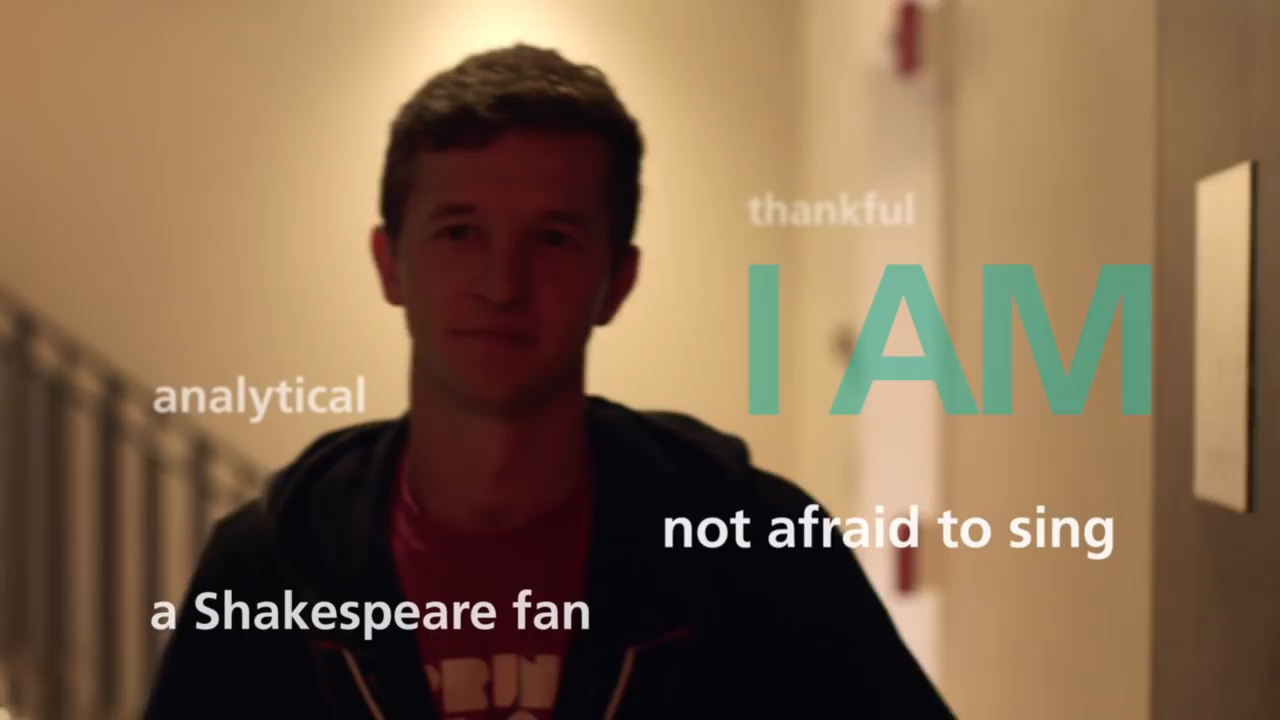 thankful
I AM
analytical
not afraid to sing
a Shakespeare fan